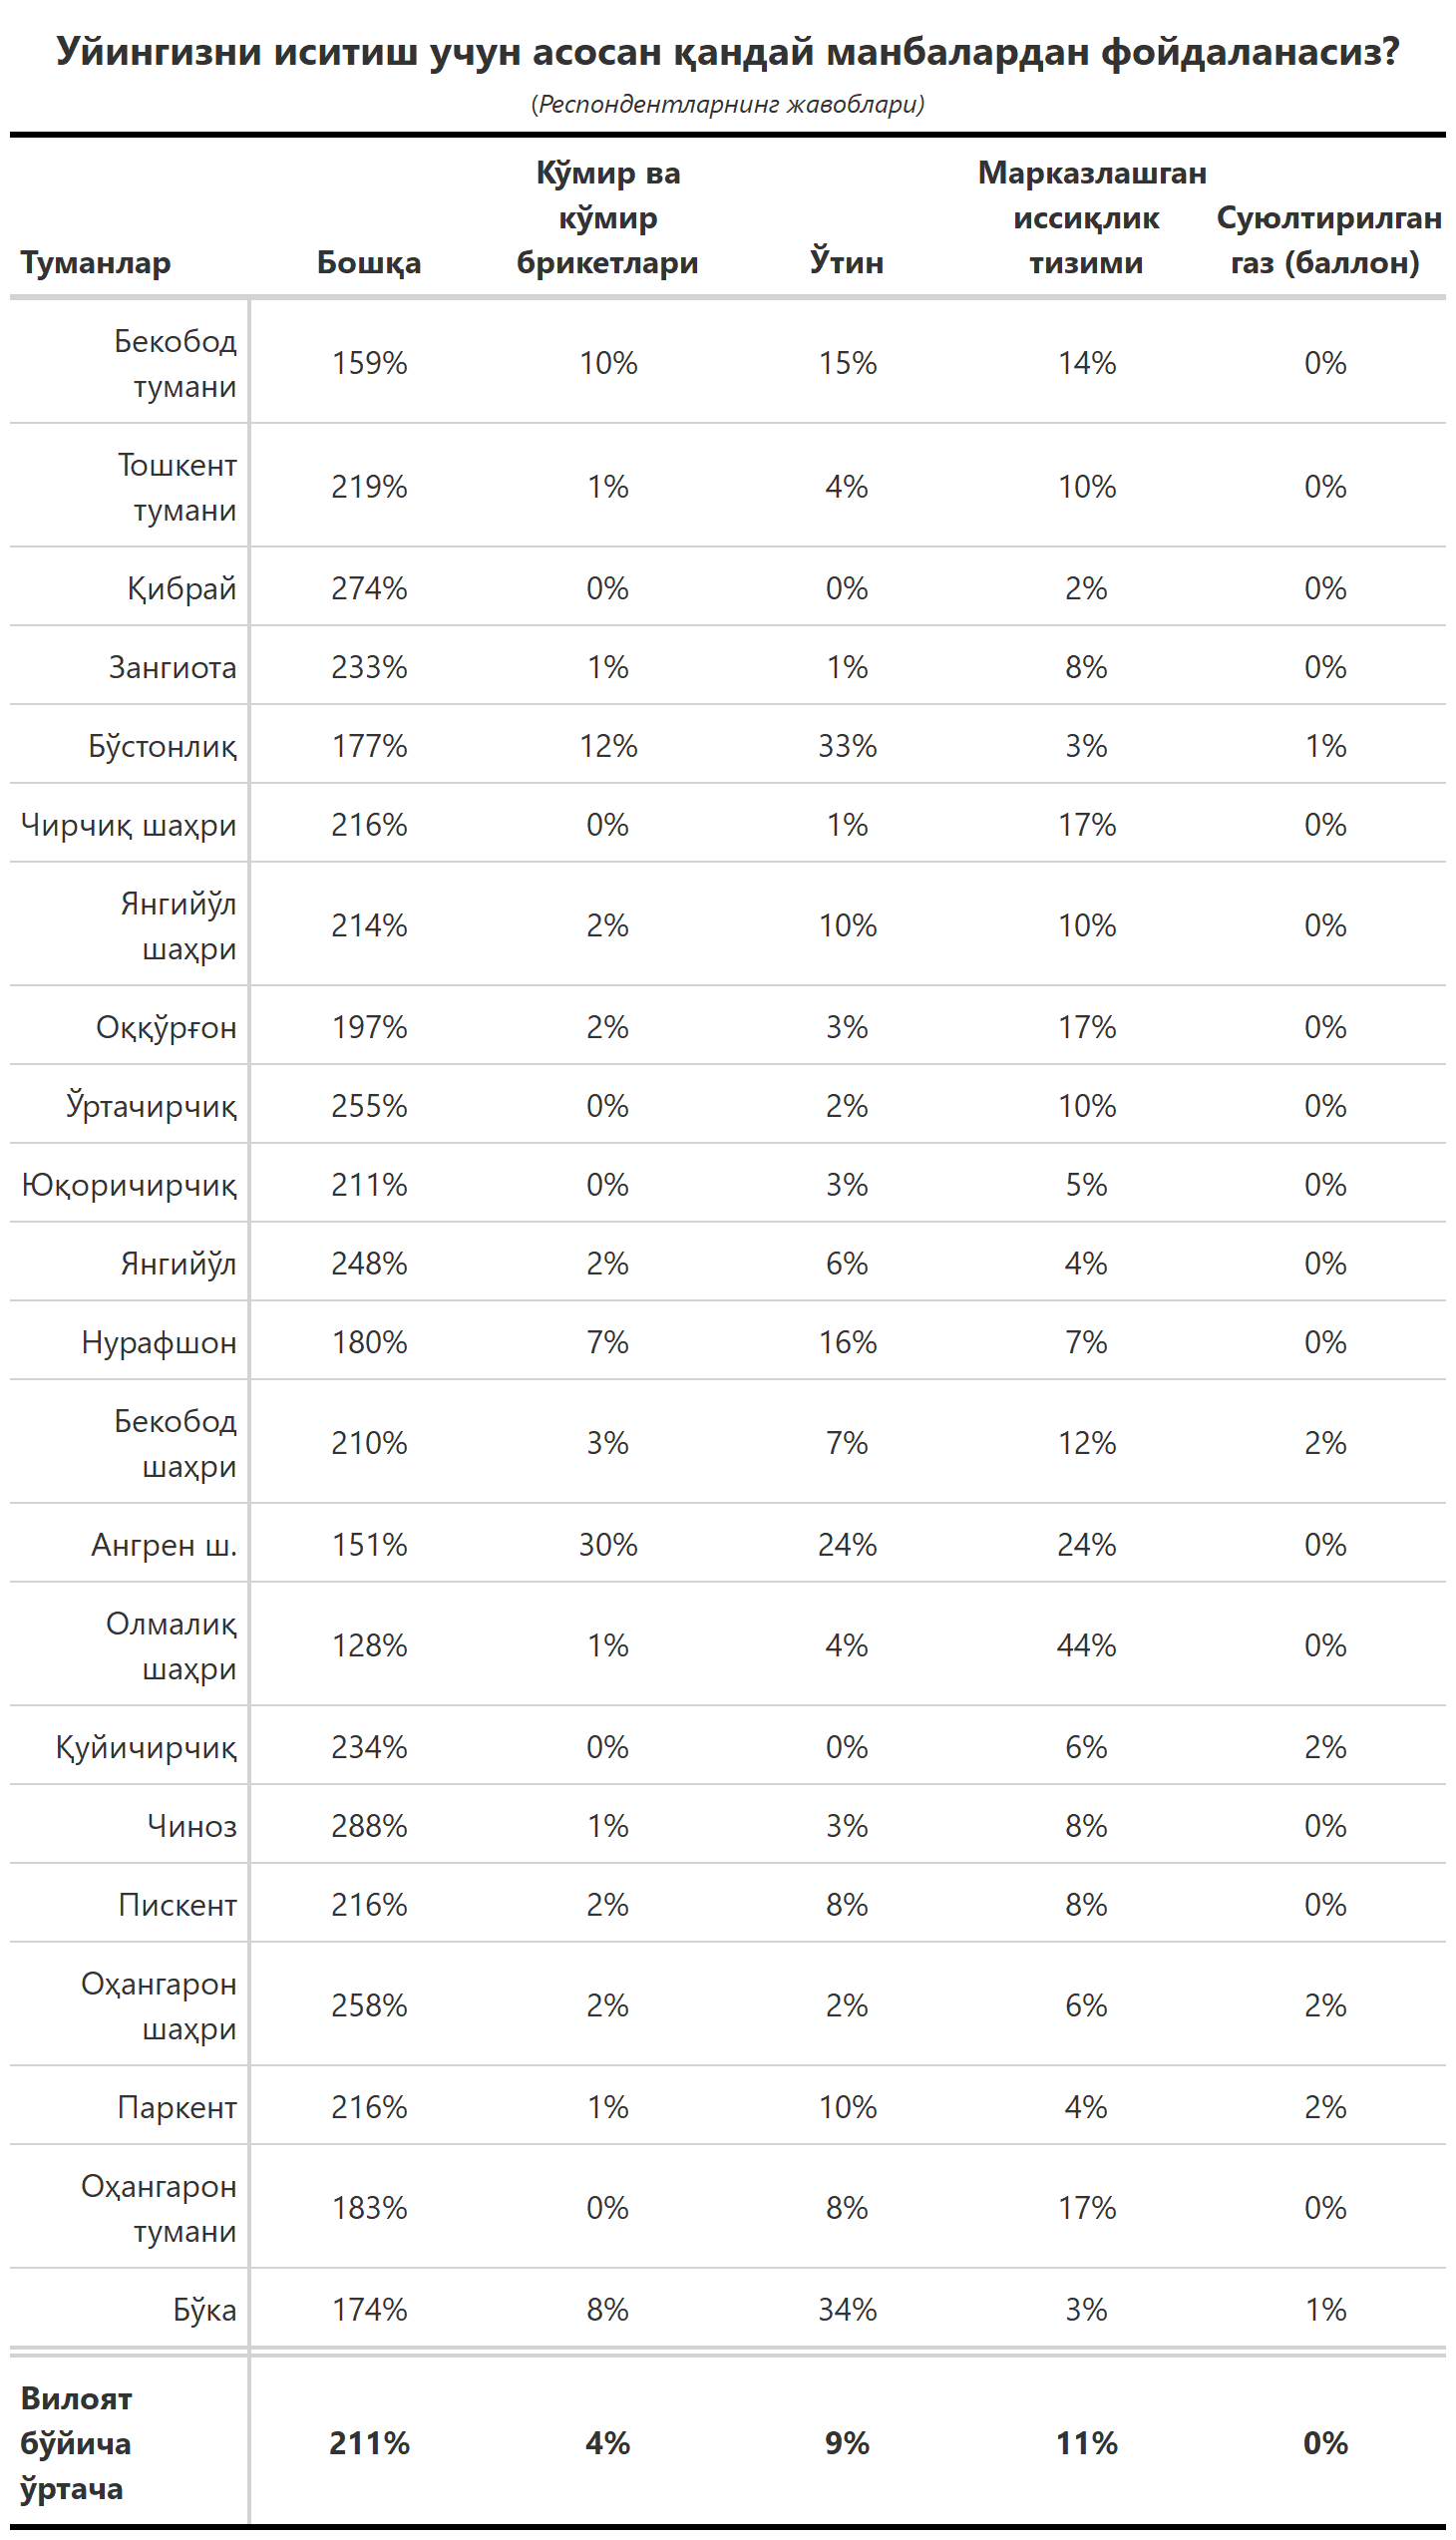 Уйингизни иситиш учун асосан қандай манбалардан фойдаланасиз?
(Респондентларнинг жавоблари)
Туманлар Бошқа Кўмир ва кўмир брикетлари Ўтин Марказлашган иссиқлик тизими Суюлтирилган газ (баллон)
Бекобод тумани 159% 10% 15% 14% 0%
Тошкент тумани 219% 1% 4% 10% 0%
Қибрай 274% 0% 0% 2% 0%
Зангиота 233% 1% 1% 8% 0%
Бўстонлиқ 177% 12% 33% 3% 1%
Чирчиқ шаҳри 216% 0% 1% 17% 0%
Янгийўл шаҳри 214% 2% 10% 10% 0%
Оққўрғон 197% 2% 3% 17% 0%
Ўртачирчиқ 255% 0% 2% 10% 0%
Юқоричирчиқ 211% 0% 3% 5% 0%
Янгийўл 248% 2% 6% 4% 0%
Нурафшон 180% 7% 16% 7% 0%
Бекобод шаҳри 210% 3% 7% 12% 2%
Ангрен ш. 151% 30% 24% 24% 0%
Олмалиқ шаҳри 128% 1% 4% 44% 0%
Қуйичирчиқ 234% 0% 0% 6% 2%
Чиноз 288% 1% 3% 8% 0%
Пискент 216% 2% 8% 8% 0%
Оҳангарон шаҳри 258% 2% 2% 6% 2%
Паркент 216% 1% 10% 4% 2%
Оҳангарон тумани 183% 0% 8% 17% 0%
Бўка 174% 8% 34% 3% 1%
Вилоят бўйича ўртача 211% 4% 9% 11% 0%